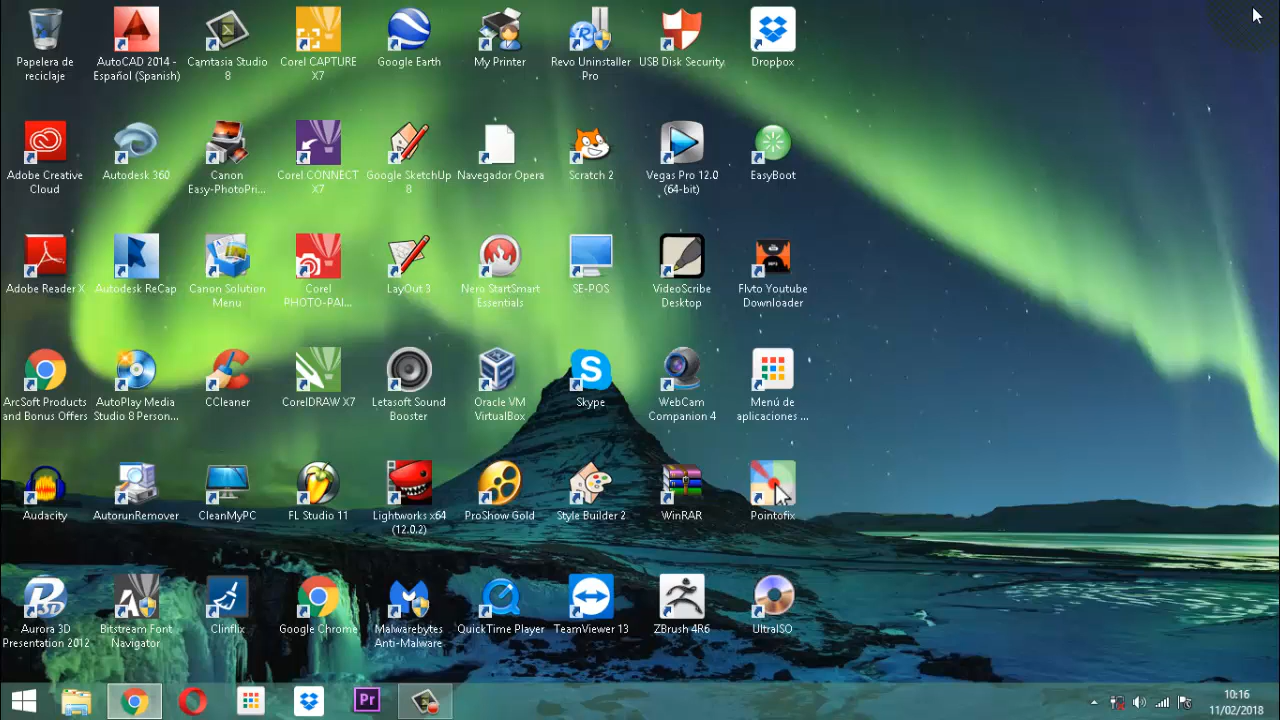 Papelera de
reciclaje
AutoCAD 2014 -
Español (Spanish)
Camtasia Studio
8
Corel CAPTURE
X7
Google Earth
My Printer
Revo Uninstaller
Pro
USB Disk Security
Dropbox
Adobe Creative
Cloud
Autodesk 360
Canon
Easy-PhotoPri...
Corel CONNECT
X7
Google SketchUp
8
Navegador Opera
Scratch 2
Vegas Pro 12.0
(64-bit)
EasyBoot
Adobe Reader X
Autodesk ReCap
Canon Solution
Menu
Corel
PHOTO-PAI...
LayOut 3
Nero StartSmart
Essentials
SE-POS
VideoScribe
Desktop
Flvto Youtube
Downloader
ArcSoft Products
and Bonus Offers
AutoPlay Media
Studio 8 Person...
CCleaner
CorelDRAW X7
Letasoft Sound
Booster
Oracle VM
VirtualBox
Skype
WebCam
Companion 4
Menú de
aplicaciones ...
Audacity
AutorunRemover
CleanMyPC
FL Studio 11
Lightworks x64
(12.0.2)
ProShow Gold
Style Builder 2
WinRAR
Pointofix
Aurora 3D
Presentation 2012
Bitstream Font
Navigator
Clinflix
Google Chrome
Malwarebytes
Anti-Malware
QuickTime Player
TeamViewer 13
ZBrush 4R6
UltraISO
Pr
10:16
11/02/2018